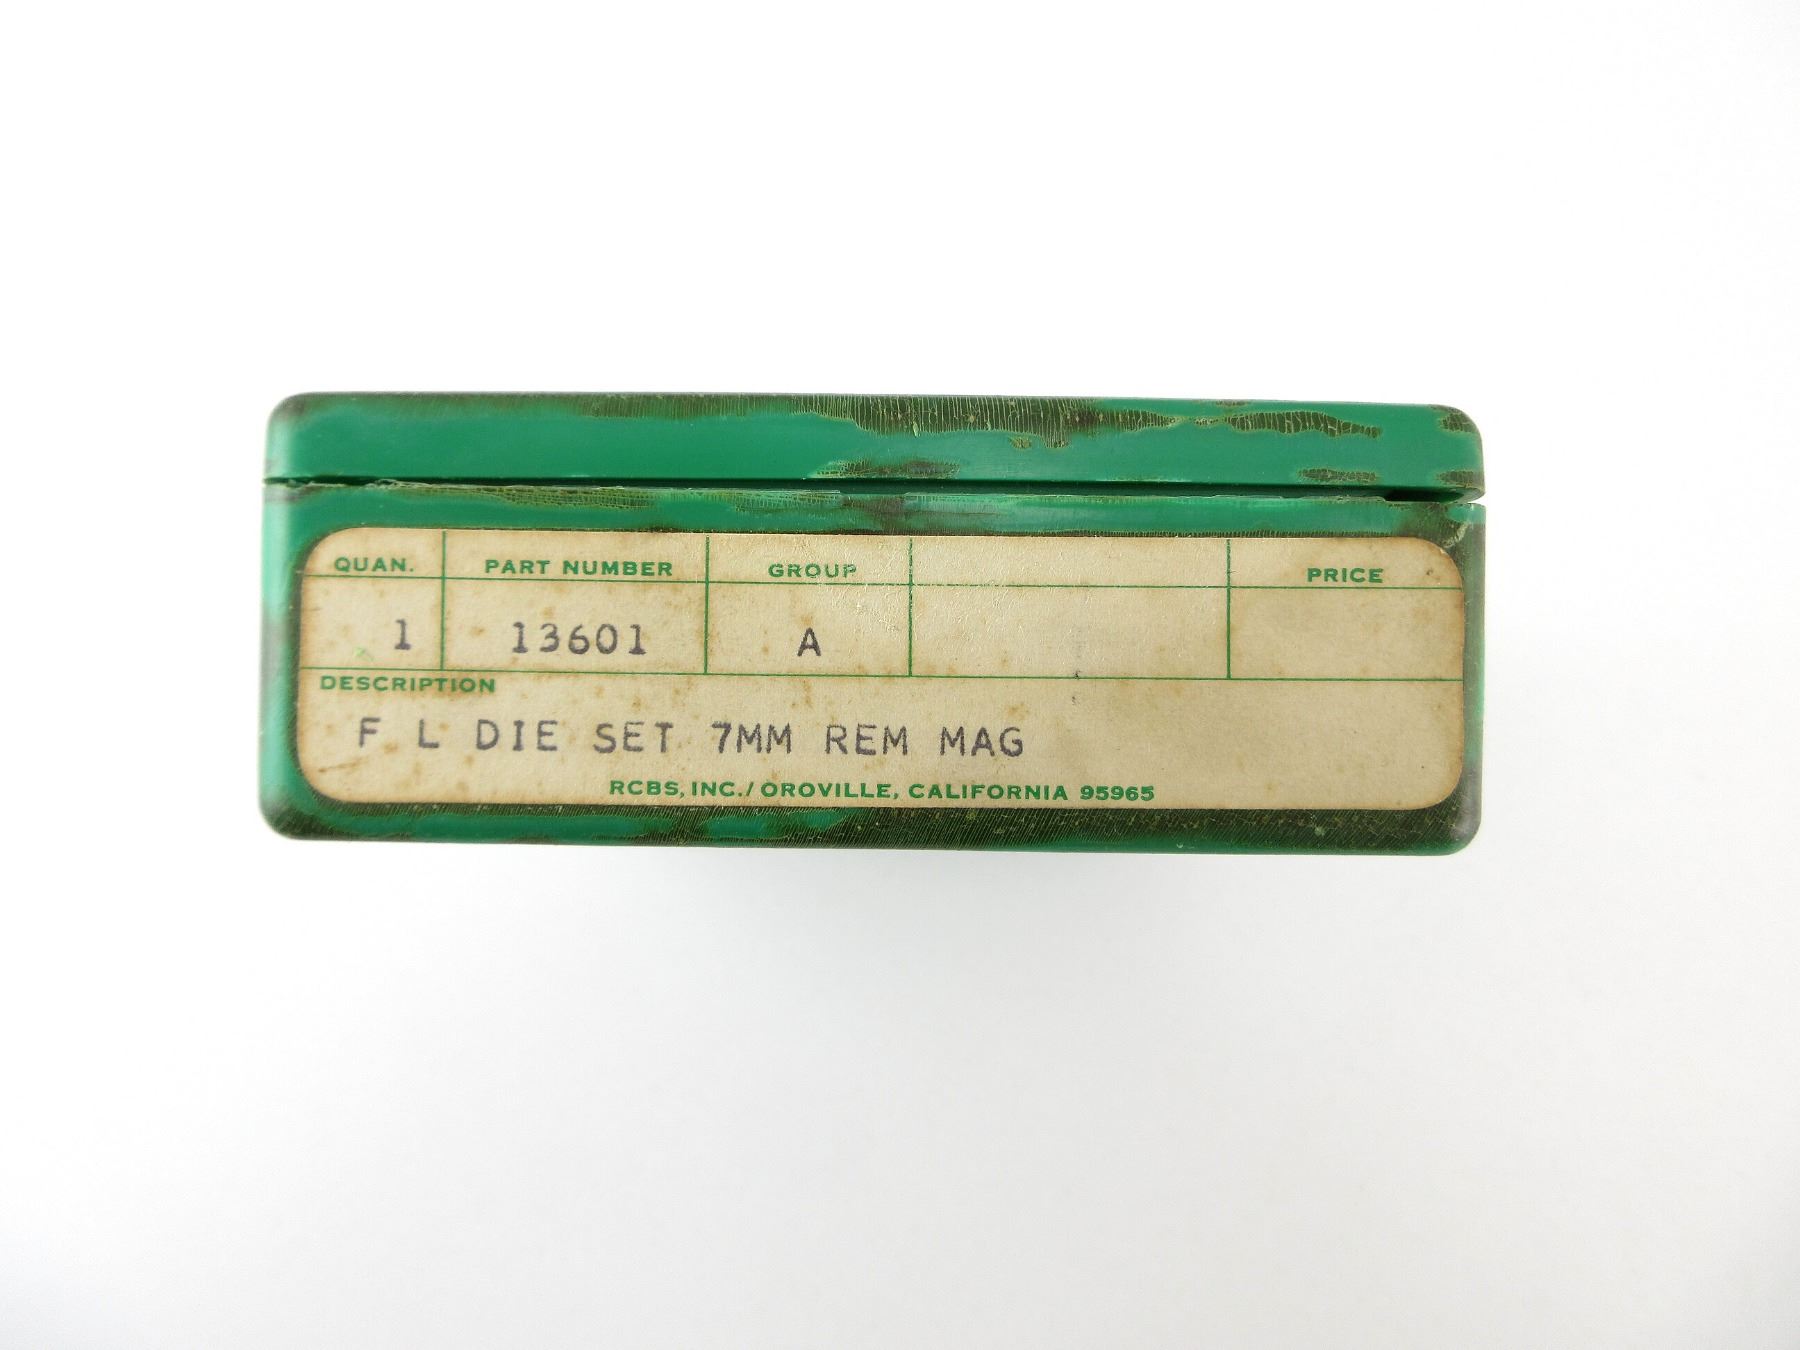 QUAN. PART NUMBER GROUP PRICE
1 13601 A
DESCRIPTION
F L DIE SET 7MM REM MAG
RCBS, INC./OROVILLE, CALIFORNIA 95965